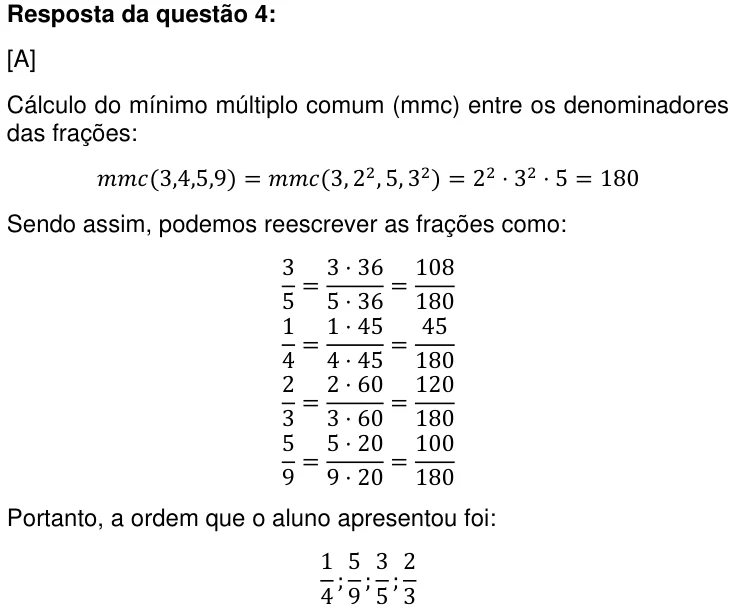 Resposta da questão 4:
[A]
Cálculo do mínimo múltiplo comum (mmc) entre os denominadores
das frações:
mmc(3,4,5,9) = mmc(3, 2², 5, 3²) = 2² · 3² · 5 = 180
Sendo assim, podemos reescrever as frações como:
3/5 = 3 · 36/5 · 36 = 108/180
1/4 = 1 · 45/4 · 45 = 45/180
2/3 = 2 · 60/3 · 60 = 120/180
5/9 = 5 · 20/9 · 20 = 100/180
Portanto, a ordem que o aluno apresentou foi:
1/4; 5/9; 3/5; 2/3